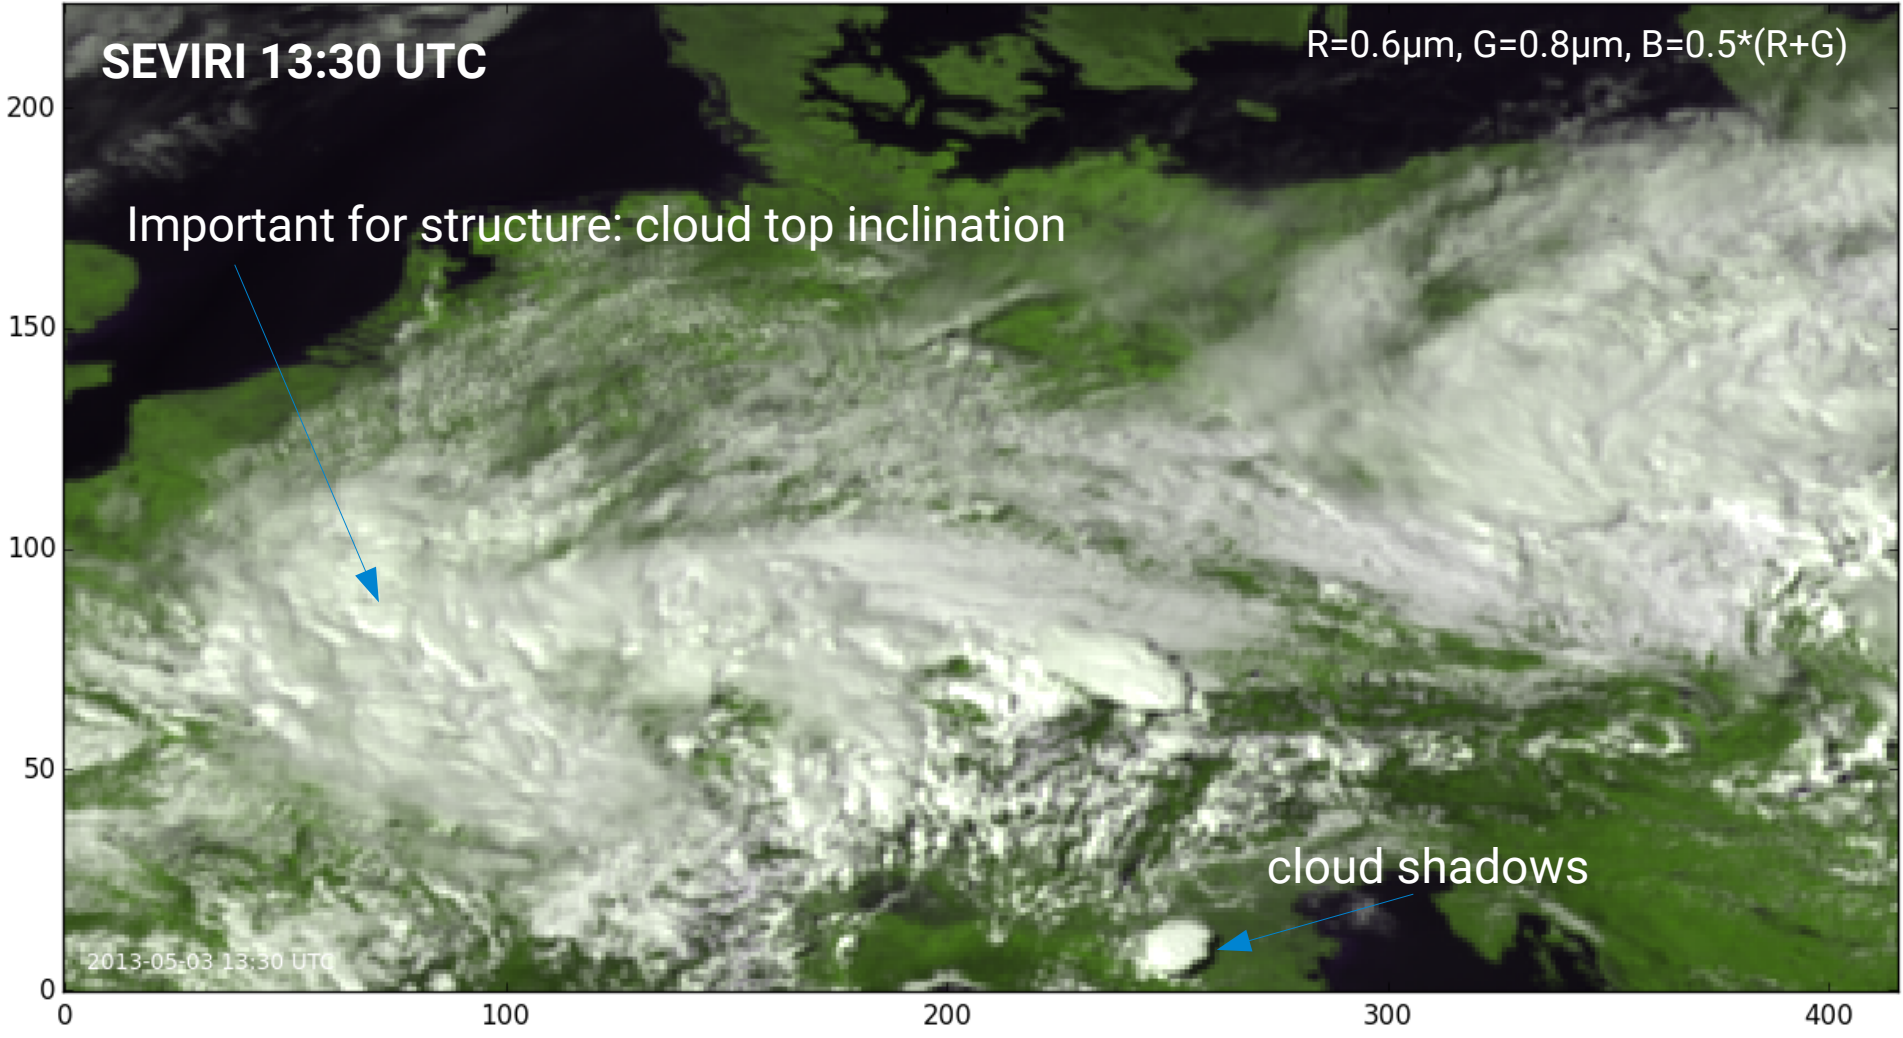 SEVIRI 13:30 UTC
R=0.6µm, G=0.8µm, B=0.5*(R+G)
200
Important for structure: cloud top inclination
150
100
50
cloud shadows
2013-05-03 13:30 UTC
0
0 100 200 300 400